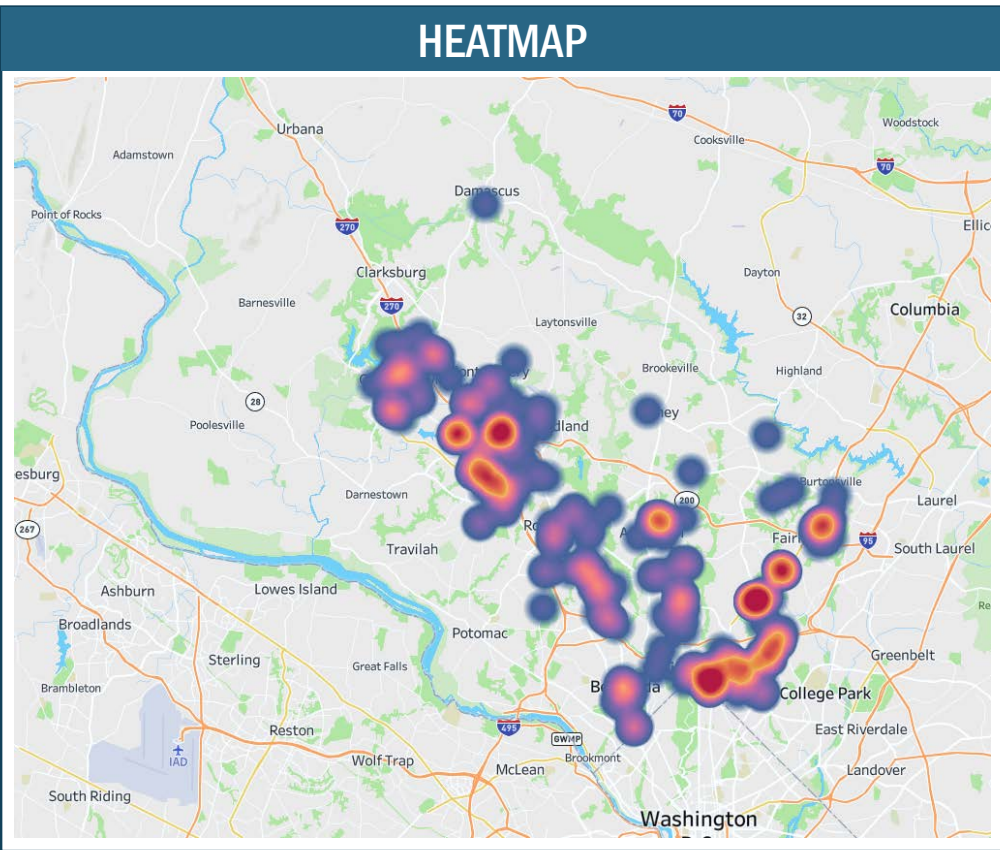 HEATMAP
70
Woodstock
Urbana
Cooksville
Adamstown
70
Damascus
Point of Rocks
270
Ellic
Clarksburg
Dayton
Barnesville
270
Columbia
32
Laytonsville
Brookeville
Highland
28
Poolesville
esburg
Burtonsville
Darnestown
200
Laurel
267
95
South Laurel
Travilah
Ashburn
Lowes Island
Broadlands
Potomac
Greenbelt
Sterling
Great Falls
Brambleton
College Park
495
GWMP
Reston
East Riverdale
Brookmont
Wolf Trap
IAD
McLean
Landover
South Riding
Washington